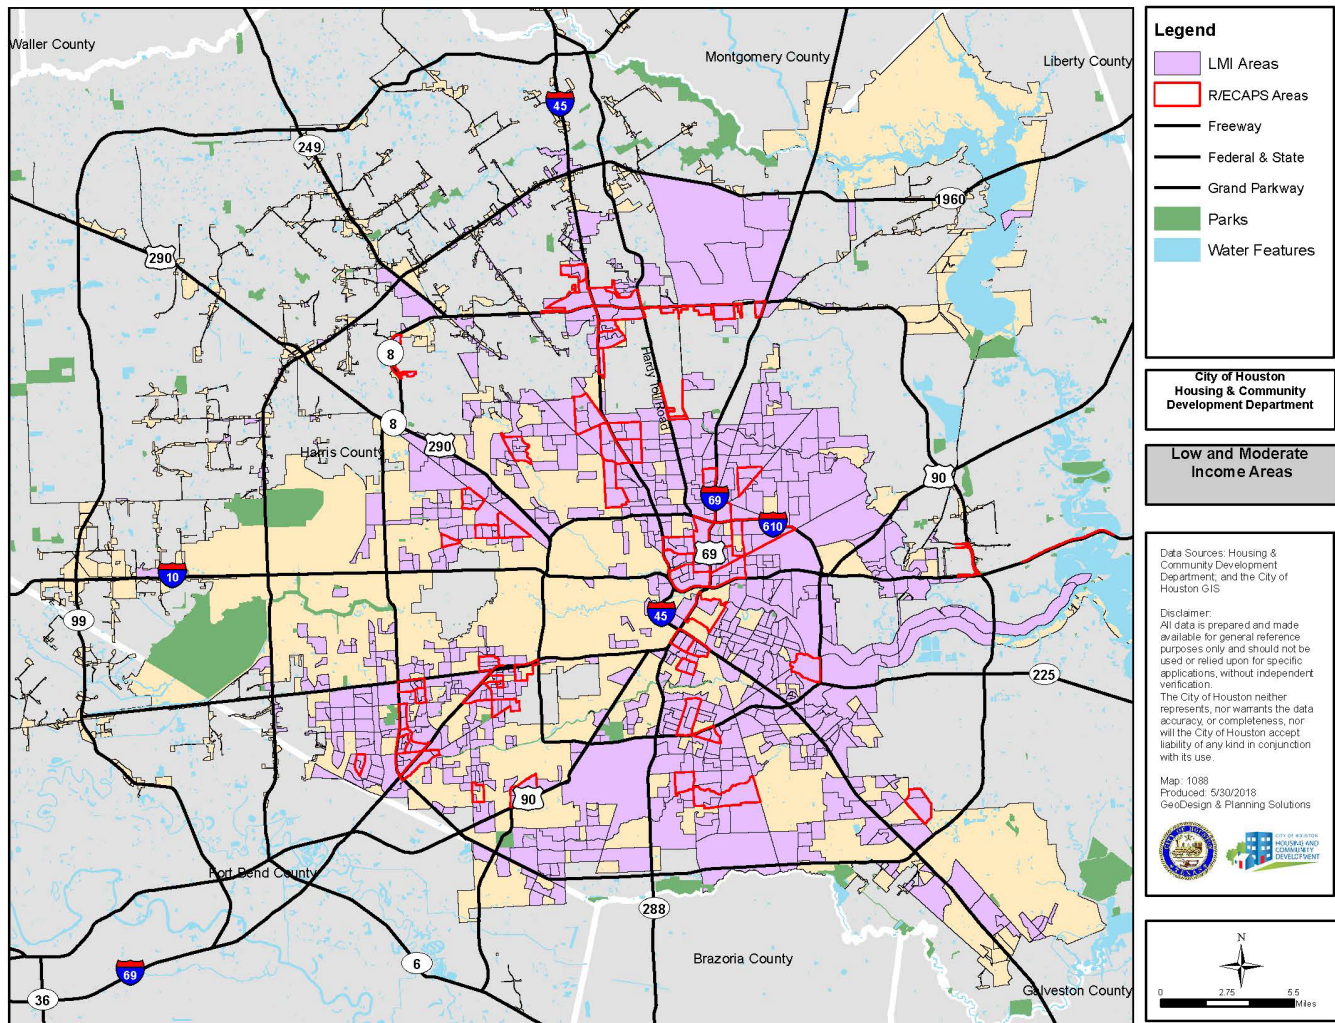 Waller County
Montgomery County
Liberty County
45
249
1960
290
8
Hardy Toll Road
8
290
Harris County
90
69
610
69
10
45
99
225
90
Fort Bend County
288
6
Brazoria County
69
36
Galveston County
Legend
LMI Areas
R/ECAPS Areas
Freeway
Federal & State
Grand Parkway
Parks
Water Features
City of Houston
Housing & Community
Development Department
Low and Moderate
Income Areas
Data Sources: Housing &
Community Development
Department; and the City of
Houston GIS
Disclaimer:
All data is prepared and made
available for general reference
purposes only and should not be
used or relied upon for specific
applications, without independent
verification.
The City of Houston neither
represents, nor warrants the data
accuracy, or completeness, nor
will the City of Houston accept
liability of any kind in conjunction
with its use.
Map: 1088
Produced: 5/30/2018
GeoDesign & Planning Solutions
CITY OF HOUSTON
HOUSING AND
COMMUNITY
DEVELOPMENT
N
0 2.75 5.5
Miles